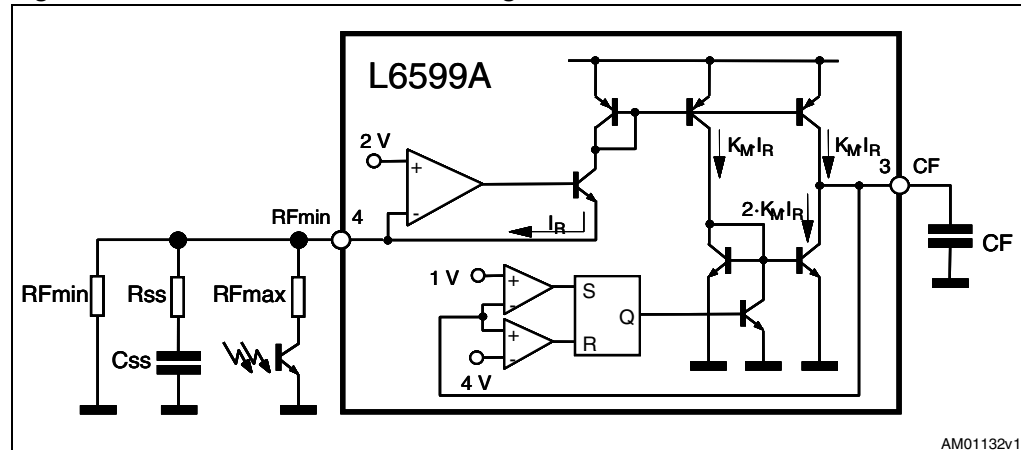 L6599A
2 V
+
-
RFmin 4
I_R
K_M·I_R
K_M·I_R
3 CF
2·K_M·I_R
CF
RFmin
Rss
RFmax
Css
1 V
+
-
S
Q
+
-
R
4 V
AM01132v1